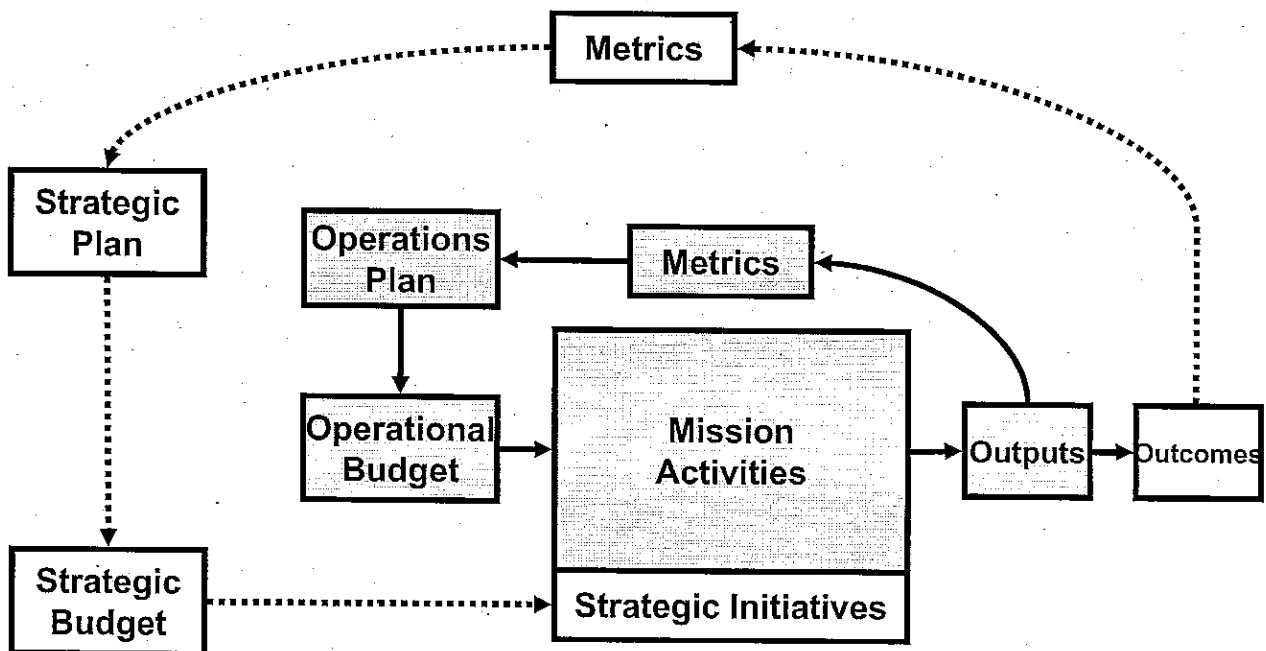 Metrics
Strategic
Plan
Operations
Plan
Metrics
Operational
Budget
Mission
Activities
Outputs
Outcomes
Strategic
Budget
Strategic Initiatives